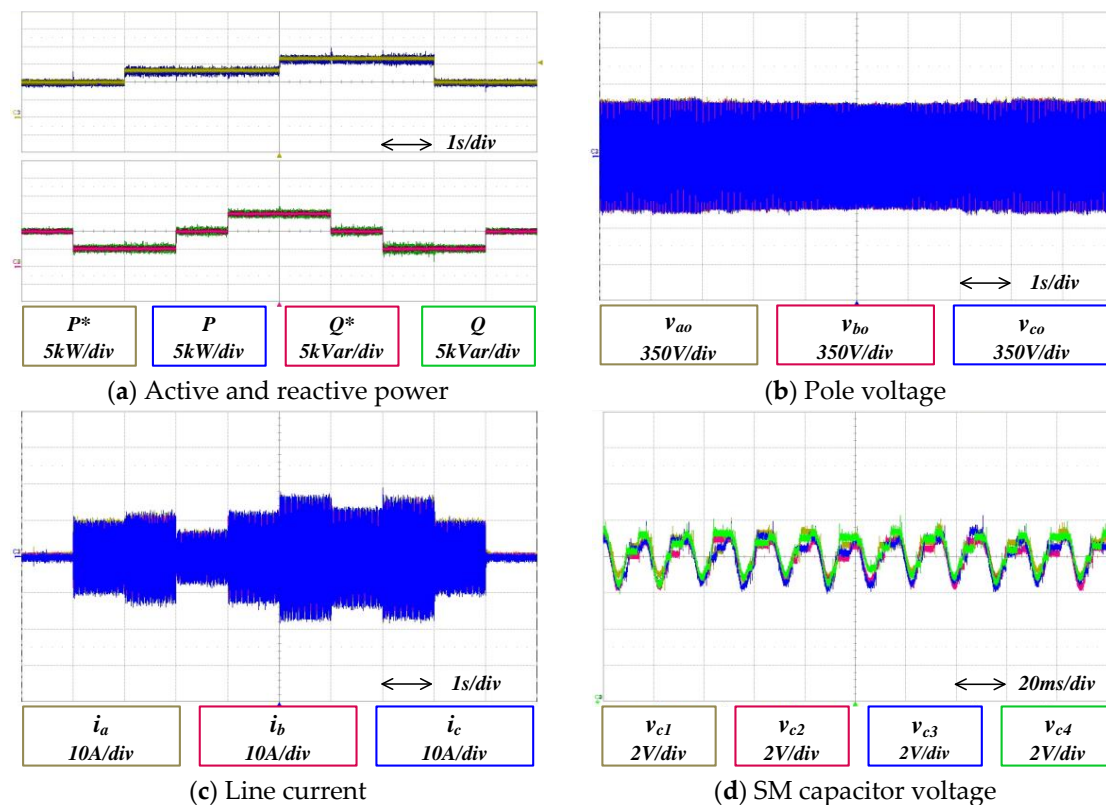 1s/div
P*
5kW/div
P
5kW/div
Q*
5kVar/div
Q
5kVar/div
(a) Active and reactive power
1s/div
v_ao
350V/div
v_bo
350V/div
v_co
350V/div
(b) Pole voltage
1s/div
i_a
10A/div
i_b
10A/div
i_c
10A/div
(c) Line current
20ms/div
v_c1
2V/div
v_c2
2V/div
v_c3
2V/div
v_c4
2V/div
(d) SM capacitor voltage